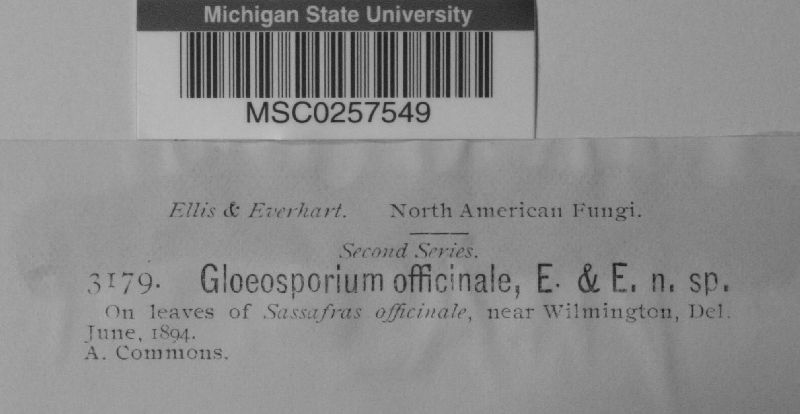 Michigan State University
MSC0257549
Ellis & Everhart. North American Fungi.
Second Series.
3179. Gloeosporium officinale, E. & E. n. sp.
On leaves of Sassafras officinale, near Wilmington, Del.
June, 1894.
A. Commons.